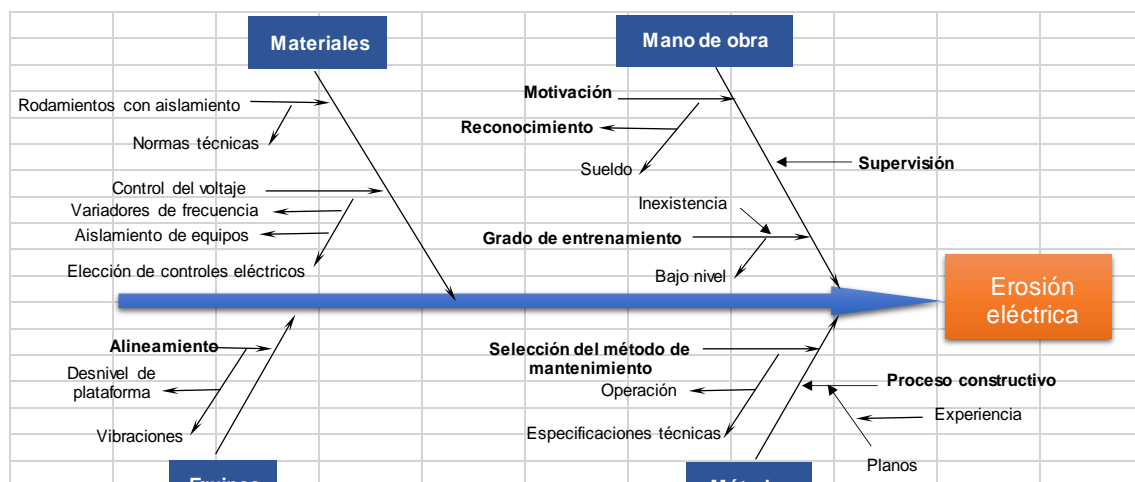 Materiales
Mano de obra
Rodamientos con aislamiento
Normas técnicas
Control del voltaje
Variadores de frecuencia
Aislamiento de equipos
Elección de controles eléctricos
Motivación
Reconocimiento
Sueldo
Supervisión
Inexistencia
Grado de entrenamiento
Bajo nivel
Erosión
eléctrica
Alineamiento
Desnivel de
plataforma
Vibraciones
Selección del método de
mantenimiento
Operación
Especificaciones técnicas
Proceso constructivo
Experiencia
Planos
Equipos